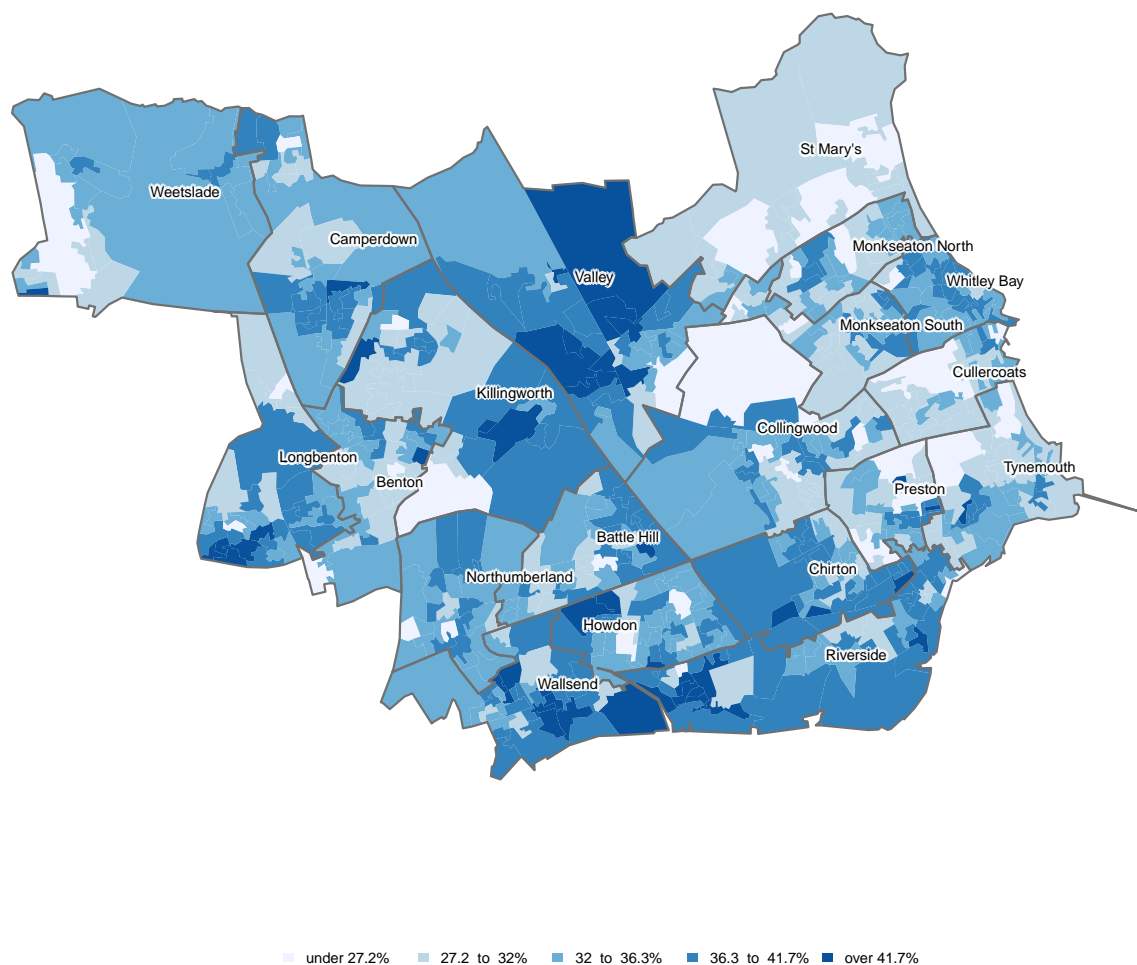 St Mary's
Weetslade
Camperdown
Monkseaton North
Valley
Whitley Bay
Monkseaton South
Cullercoats
Killingworth
Collingwood
Longbenton
Tynemouth
Benton
Preston
Battle Hill
Chirton
Northumberland
Howdon
Riverside
Wallsend
under 27.2% 27.2 to 32% 32 to 36.3% 36.3 to 41.7% over 41.7%